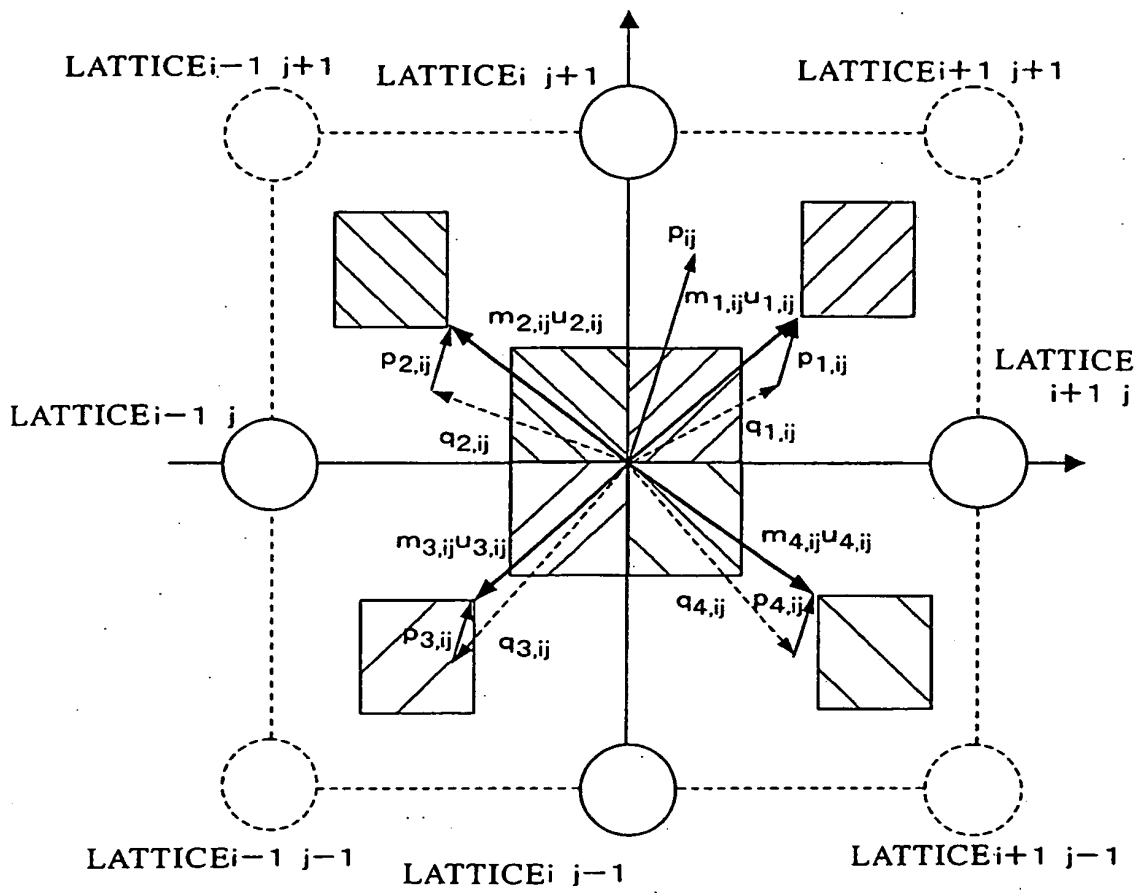 LATTICEi-1 j+1
LATTICEi j+1
LATTICEi+1 j+1
pij
m1,iju1,ij
m2,iju2,ij
p2,ij
p1,ij
LATTICE
i+1 j
LATTICEi-1 j
q2,ij
q1,ij
m3,iju3,ij
m4,iju4,ij
q4,ij
p4,ij
p3,ij
q3,ij
LATTICEi-1 j-1
LATTICEi j-1
LATTICEi+1 j-1